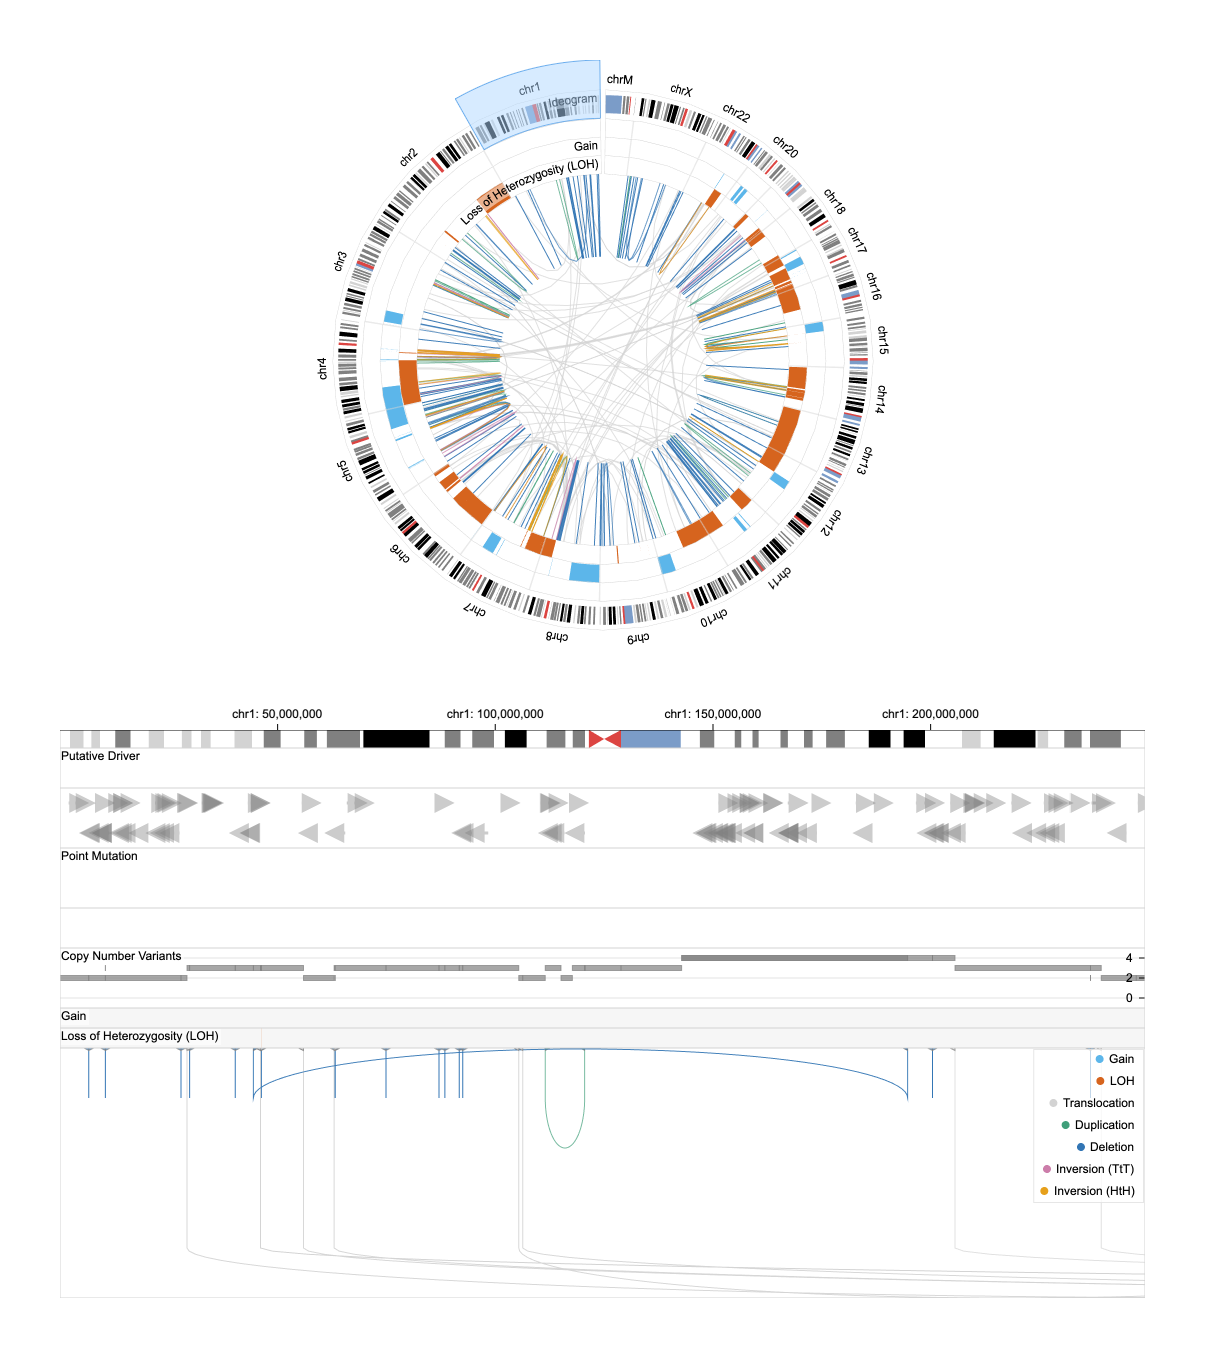 chr1
Ideogram
chrM
chrX
chr22
chr20
chr18
chr17
chr16
chr15
chr14
chr13
chr12
chr11
chr10
chr9
chr8
chr7
chr6
chr5
chr4
chr3
chr2
Gain
Loss of Heterozygosity (LOH)
chr1: 50,000,000 chr1: 100,000,000 chr1: 150,000,000 chr1: 200,000,000
Putative Driver
Point Mutation
Copy Number Variants
4
2
0
Gain
Loss of Heterozygosity (LOH)
Gain
LOH
Translocation
Duplication
Deletion
Inversion (TtT)
Inversion (HtH)